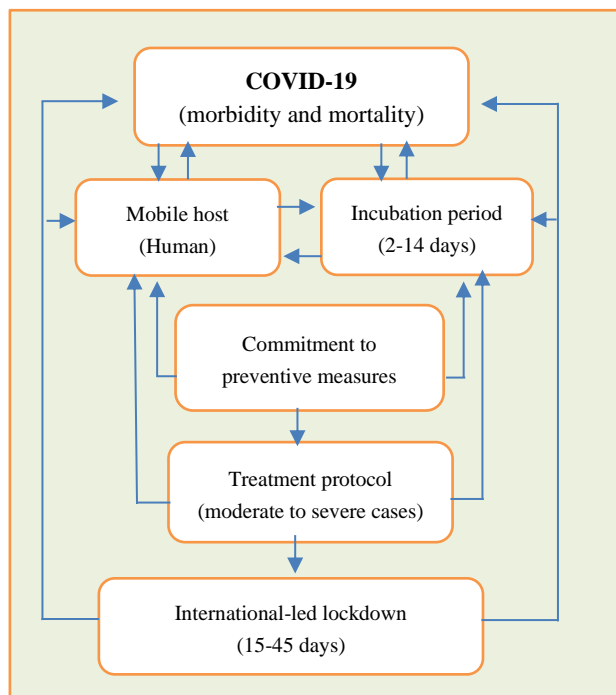 COVID-19
(morbidity and mortality)
Mobile host
(Human)
Incubation period
(2-14 days)
Commitment to
preventive measures
Treatment protocol
(moderate to severe cases)
International-led lockdown
(15-45 days)